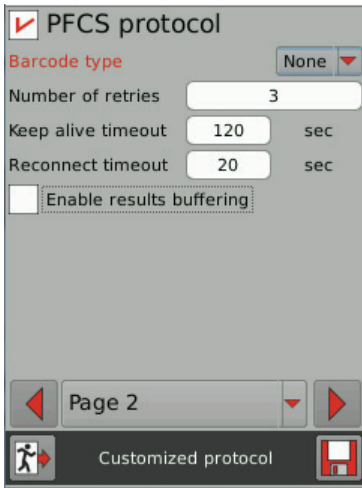 PFCS protocol
Barcode type None
Number of retries 3
Keep alive timeout 120 sec
Reconnect timeout 20 sec
Enable results buffering
Page 2
Customized protocol